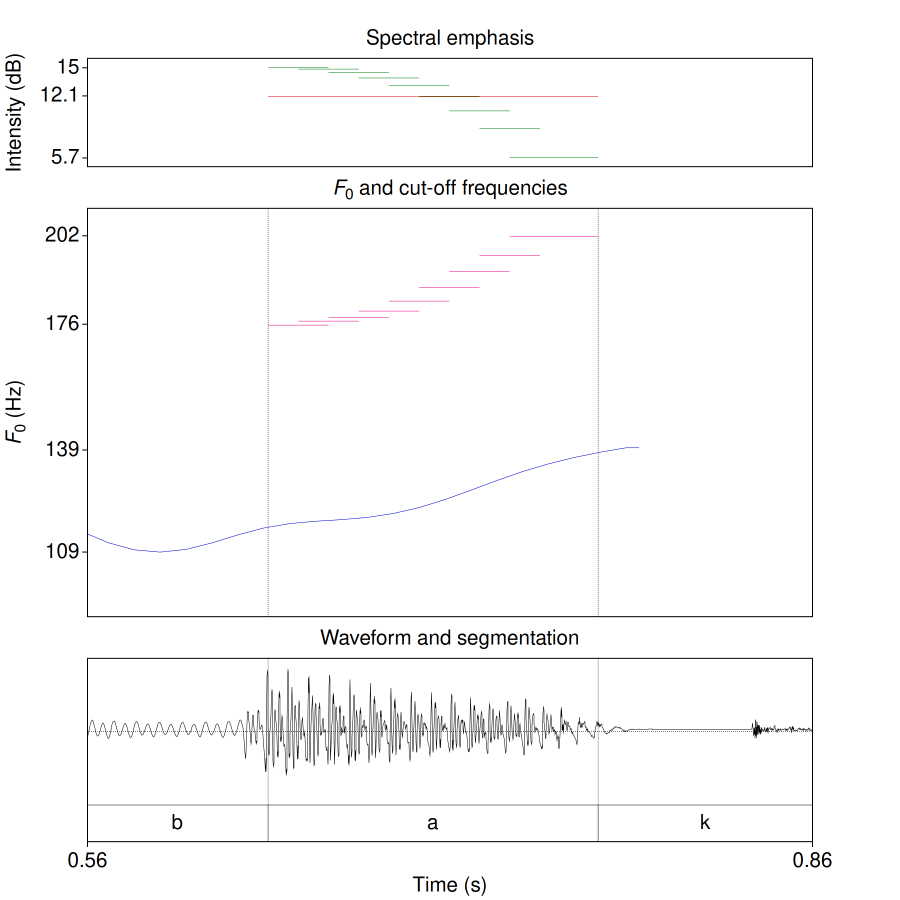 Spectral emphasis
Intensity (dB)
15
12.1
5.7
F0 and cut-off frequencies
F0 (Hz)
202
176
139
109
Waveform and segmentation
b a k
0.56 0.86
Time (s)